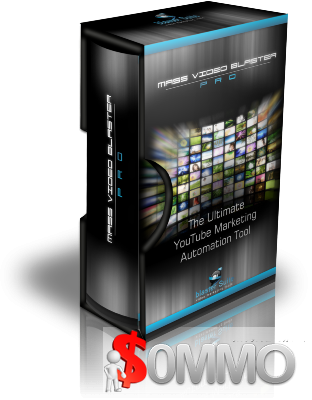 MASS VIDEO BLASTER
PRO
MASS VIDEO BLASTER
PRO
The Ultimate
YouTube Marketing
Automation Tool
$OMMO